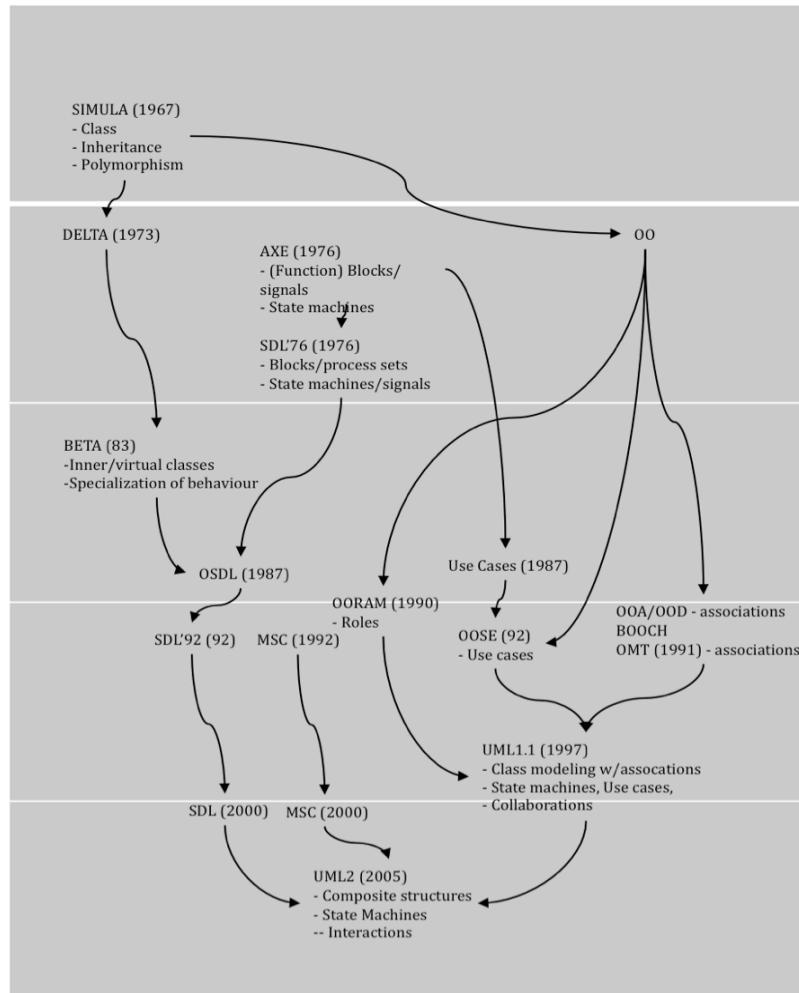 SIMULA (1967)
- Class
- Inheritance
- Polymorphism
DELTA (1973)
OO
AXE (1976)
- (Function) Blocks/
signals
- State machines
SDL'76 (1976)
- Blocks/process sets
- State machines/signals
BETA (83)
-Inner/virtual classes
-Specialization of behaviour
OSDL (1987)
Use Cases (1987)
OORAM (1990)
- Roles
OOSE (92)
- Use cases
OOA/OOD - associations
BOOCH
OMT (1991) - associations
SDL'92 (92)
MSC (1992)
UML1.1 (1997)
- Class modeling w/assocations
- State machines, Use cases,
- Collaborations
SDL (2000)
MSC (2000)
UML2 (2005)
- Composite structures
- State Machines
-- Interactions